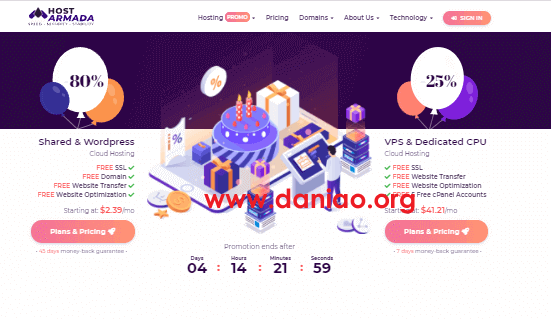 HOST
ARMADA
SPEED · SECURITY · STABILITY
Hosting PROMO Pricing Domains About Us Technology SIGN IN
-80%
%
%
-25%
Shared & Wordpress
Cloud Hosting
FREE SSL
FREE Domain
FREE Website Transfer
FREE Website Optimization
Starting at: $2.39/mo
Plans & Pricing
- 45 days money-back guarantee -
VPS & Dedicated CPU
Cloud Hosting
FREE SSL
FREE Website Transfer
FREE Website Optimization
5 Free cPanel Accounts
Starting at: $41.21/mo
Plans & Pricing
- 7 days money-back guarantee -
www.daniao.org
Promotion ends after
Days Hours Minutes Seconds
04 : 14 : 21 : 59